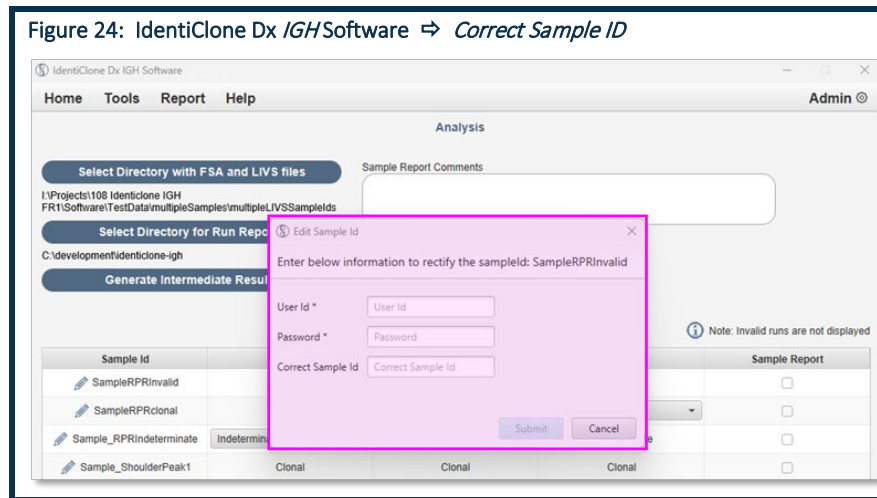 Figure 24: IdentiClone Dx IGH Software ⇨ Correct Sample ID
IdentiClone Dx IGH Software
Home Tools Report Help Admin
Analysis
Select Directory with FSA and LIVS files
Sample Report Comments
I:\Projects\108 Identiclone IGH
FR1\Software\TestData\multipleSamples\multipleLIVSSampleIds
Select Directory for Run Repo
C:\development\identiclone-igh
Generate Intermediate Resul
Edit Sample Id
Enter below information to rectify the sampleId: SampleRPRInvalid
User Id * User Id
Password * Password
Correct Sample Id Correct Sample Id
Submit Cancel
Note: Invalid runs are not displayed
Sample Id Sample Report
SampleRPRInvalid
SampleRPRclonal
Sample_RPRIndeterminate Indetermina e
Sample_ShoulderPeak1 Clonal Clonal Clonal